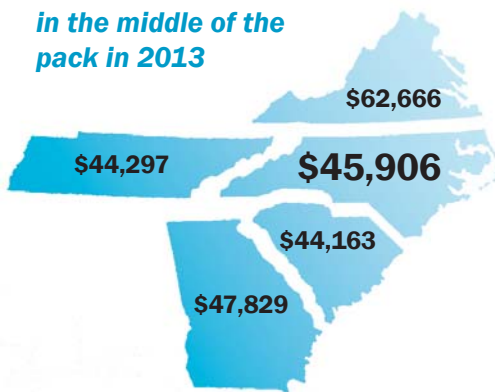 in the middle of the
pack in 2013
$62,666
$44,297
$45,906
$44,163
$47,829